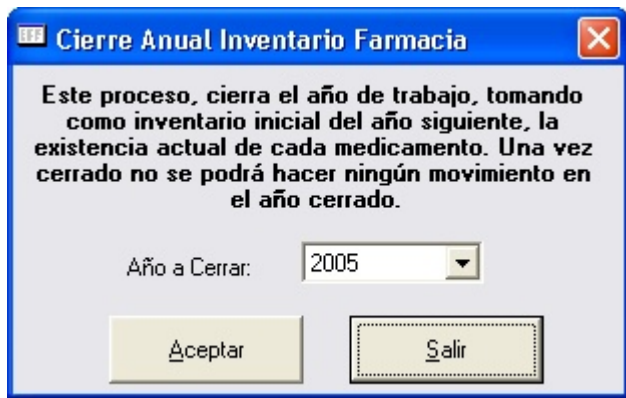 Cierre Anual Inventario Farmacia
Este proceso, cierra el año de trabajo, tomando
como inventario inicial del año siguiente, la
existencia actual de cada medicamento. Una vez
cerrado no se podrá hacer ningún movimiento en
el año cerrado.
Año a Cerrar: 2005
Aceptar Salir